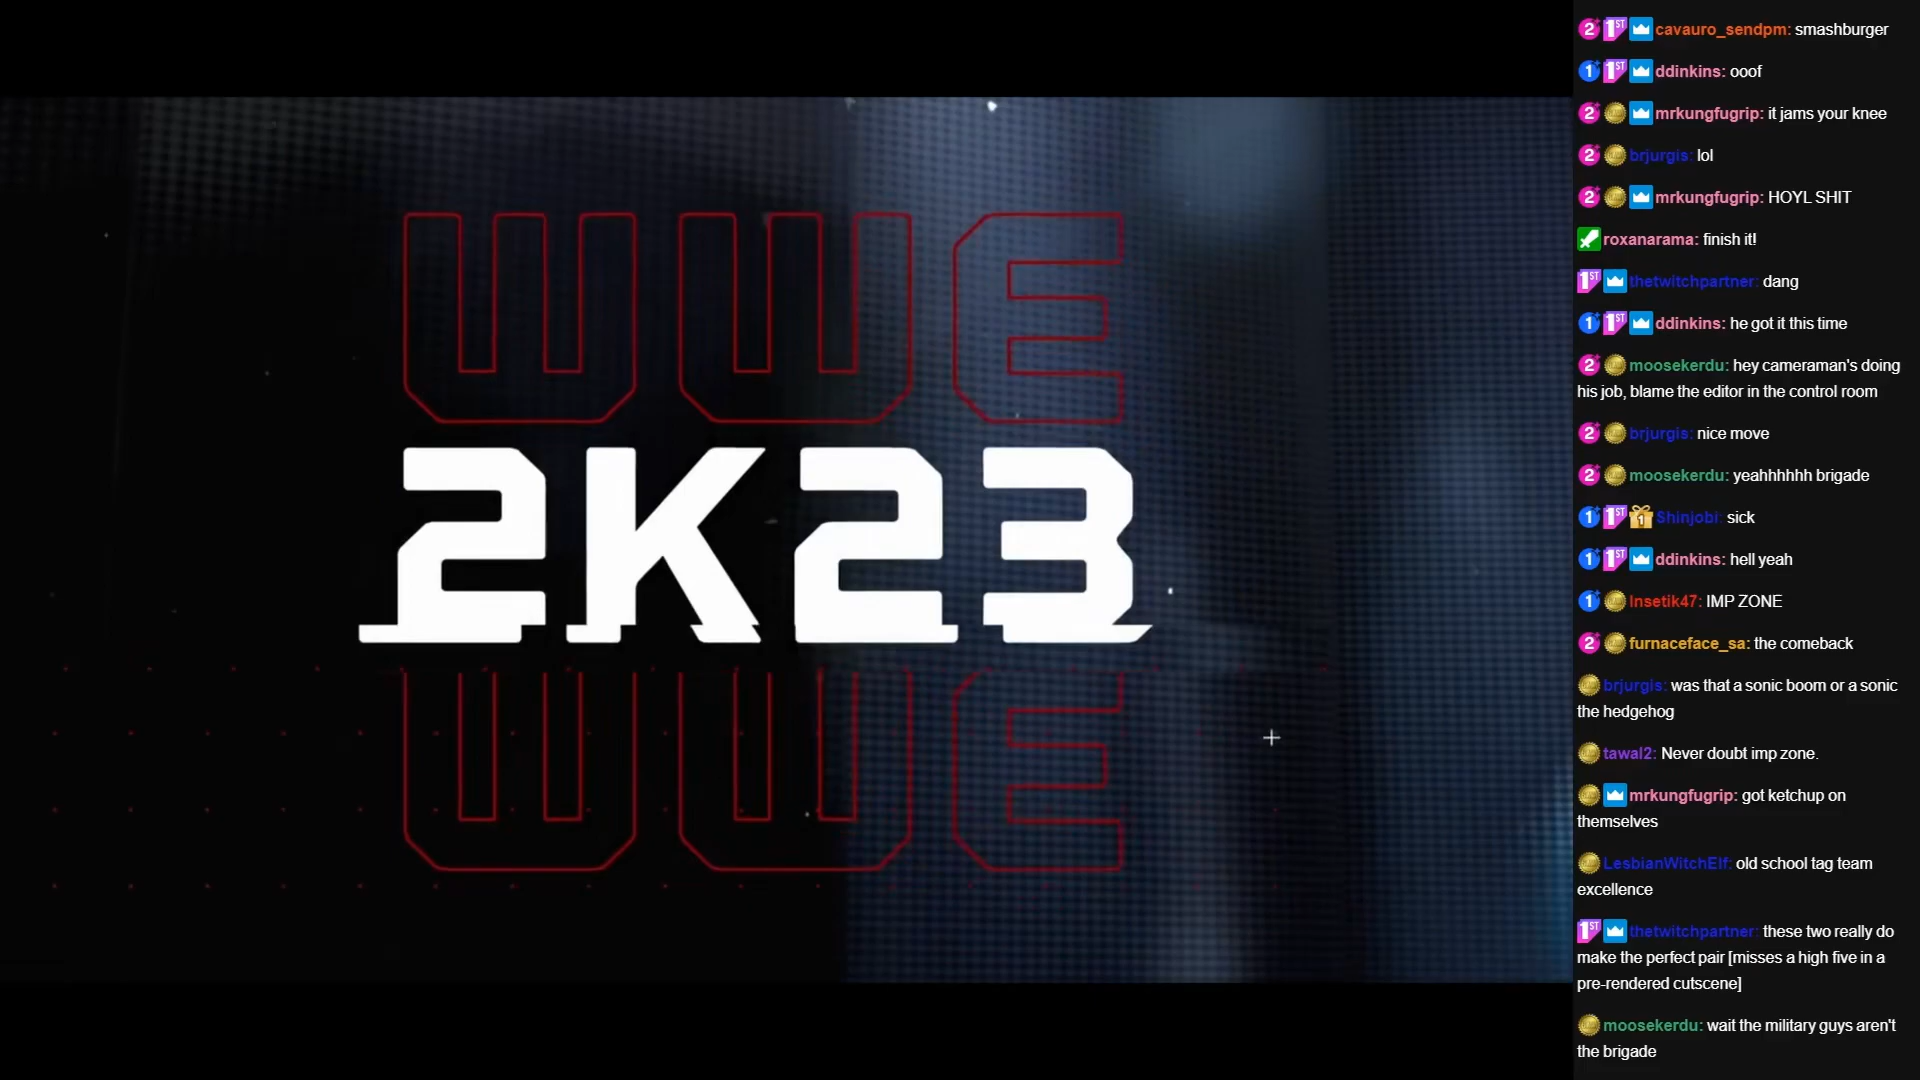 WWE
2K23
WWE
cavauro_sendpm: smashburger
ddinkins: ooof
mrkungfugrip: it jams your knee
brjurgis: lol
mrkungfugrip: HOYL SHIT
roxanarama: finish it!
thetwitchpartner: dang
ddinkins: he got it this time
moosekerdu: hey cameraman's doing
his job, blame the editor in the control room
brjurgis: nice move
moosekerdu: yeahhhhhh brigade
Shinjobi: sick
ddinkins: hell yeah
Insetik47: IMP ZONE
furnaceface_sa: the comeback
brjurgis: was that a sonic boom or a sonic
the hedgehog
tawal2: Never doubt imp zone.
mrkungfugrip: got ketchup on
themselves
LesbianWitchElf: old school tag team
excellence
thetwitchpartner: these two really do
make the perfect pair [misses a high five in a
pre-rendered cutscene]
moosekerdu: wait the military guys aren't
the brigade